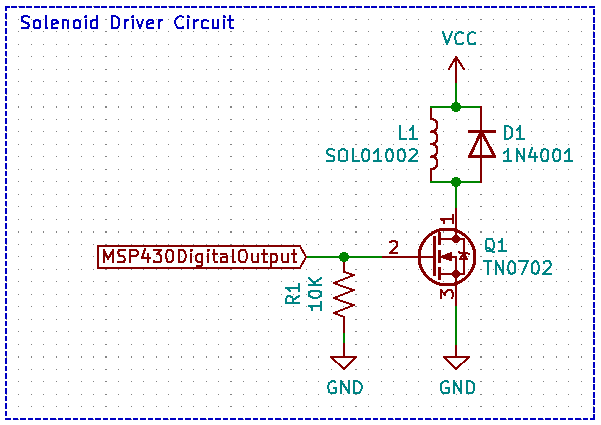 Solenoid Driver Circuit
VCC
L1
SOL01002
D1
1N4001
1
MSP430DigitalOutput
2
Q1
TN0702
R1
10K
3
GND
GND